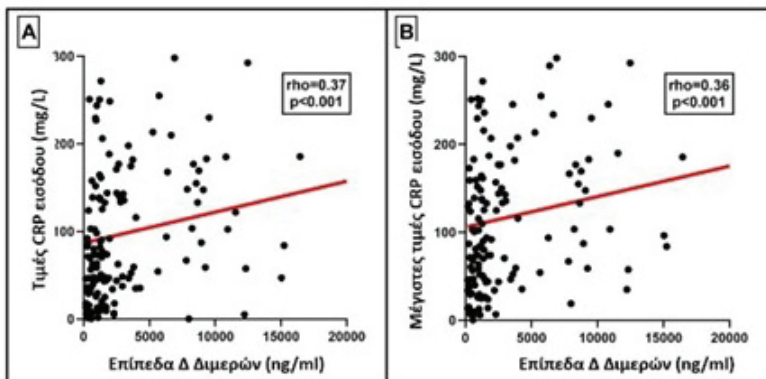 A
Τιμές CRP εισόδου (mg/L)
300
200
100
0
rho=0.37
p<0.001
0 5000 10000 15000 20000
Επίπεδα Δ Διμερών (ng/ml)
B
Μέγιστες τιμές CRP εισόδου (mg/L)
300
200
100
0
rho=0.36
p<0.001
0 5000 10000 15000 20000
Επίπεδα Δ Διμερών (ng/ml)